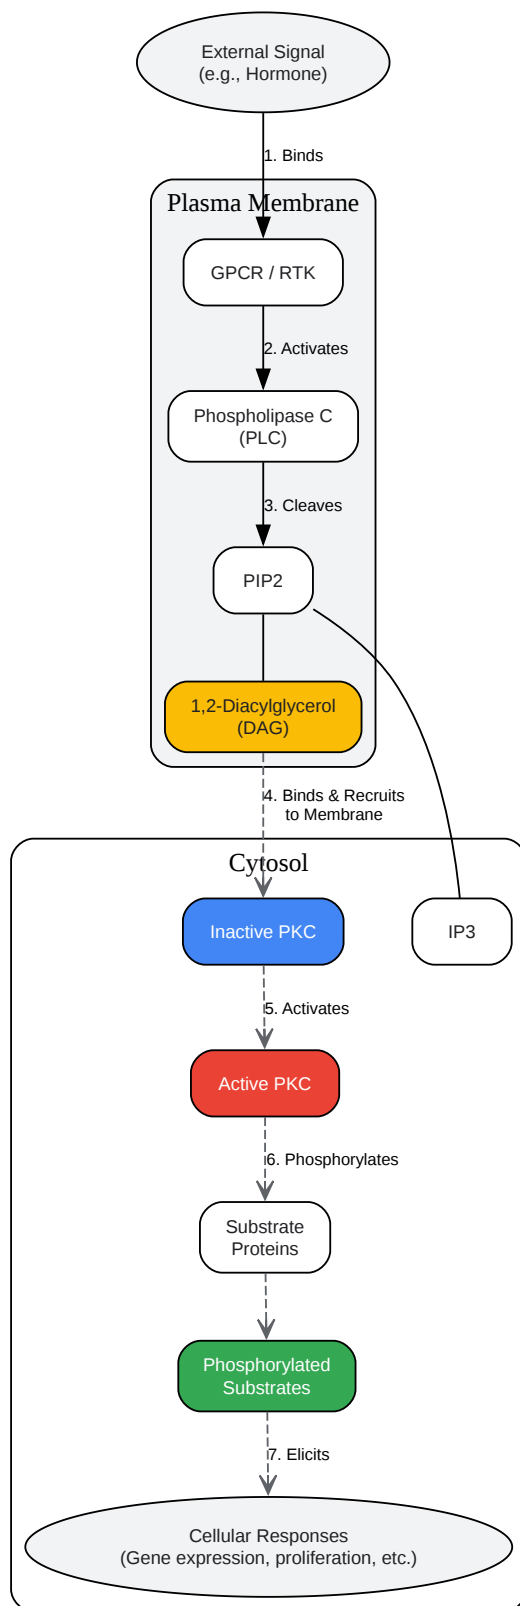 External Signal
(e.g., Hormone)
1. Binds
Plasma Membrane
GPCR / RTK
2. Activates
Phospholipase C
(PLC)
3. Cleaves
PIP2
1,2-Diacylglycerol
(DAG)
4. Binds & Recruits
to Membrane
Cytosol
Inactive PKC
IP3
5. Activates
Active PKC
6. Phosphorylates
Substrate
Proteins
Phosphorylated
Substrates
7. Elicits
Cellular Responses
(Gene expression, proliferation, etc.)